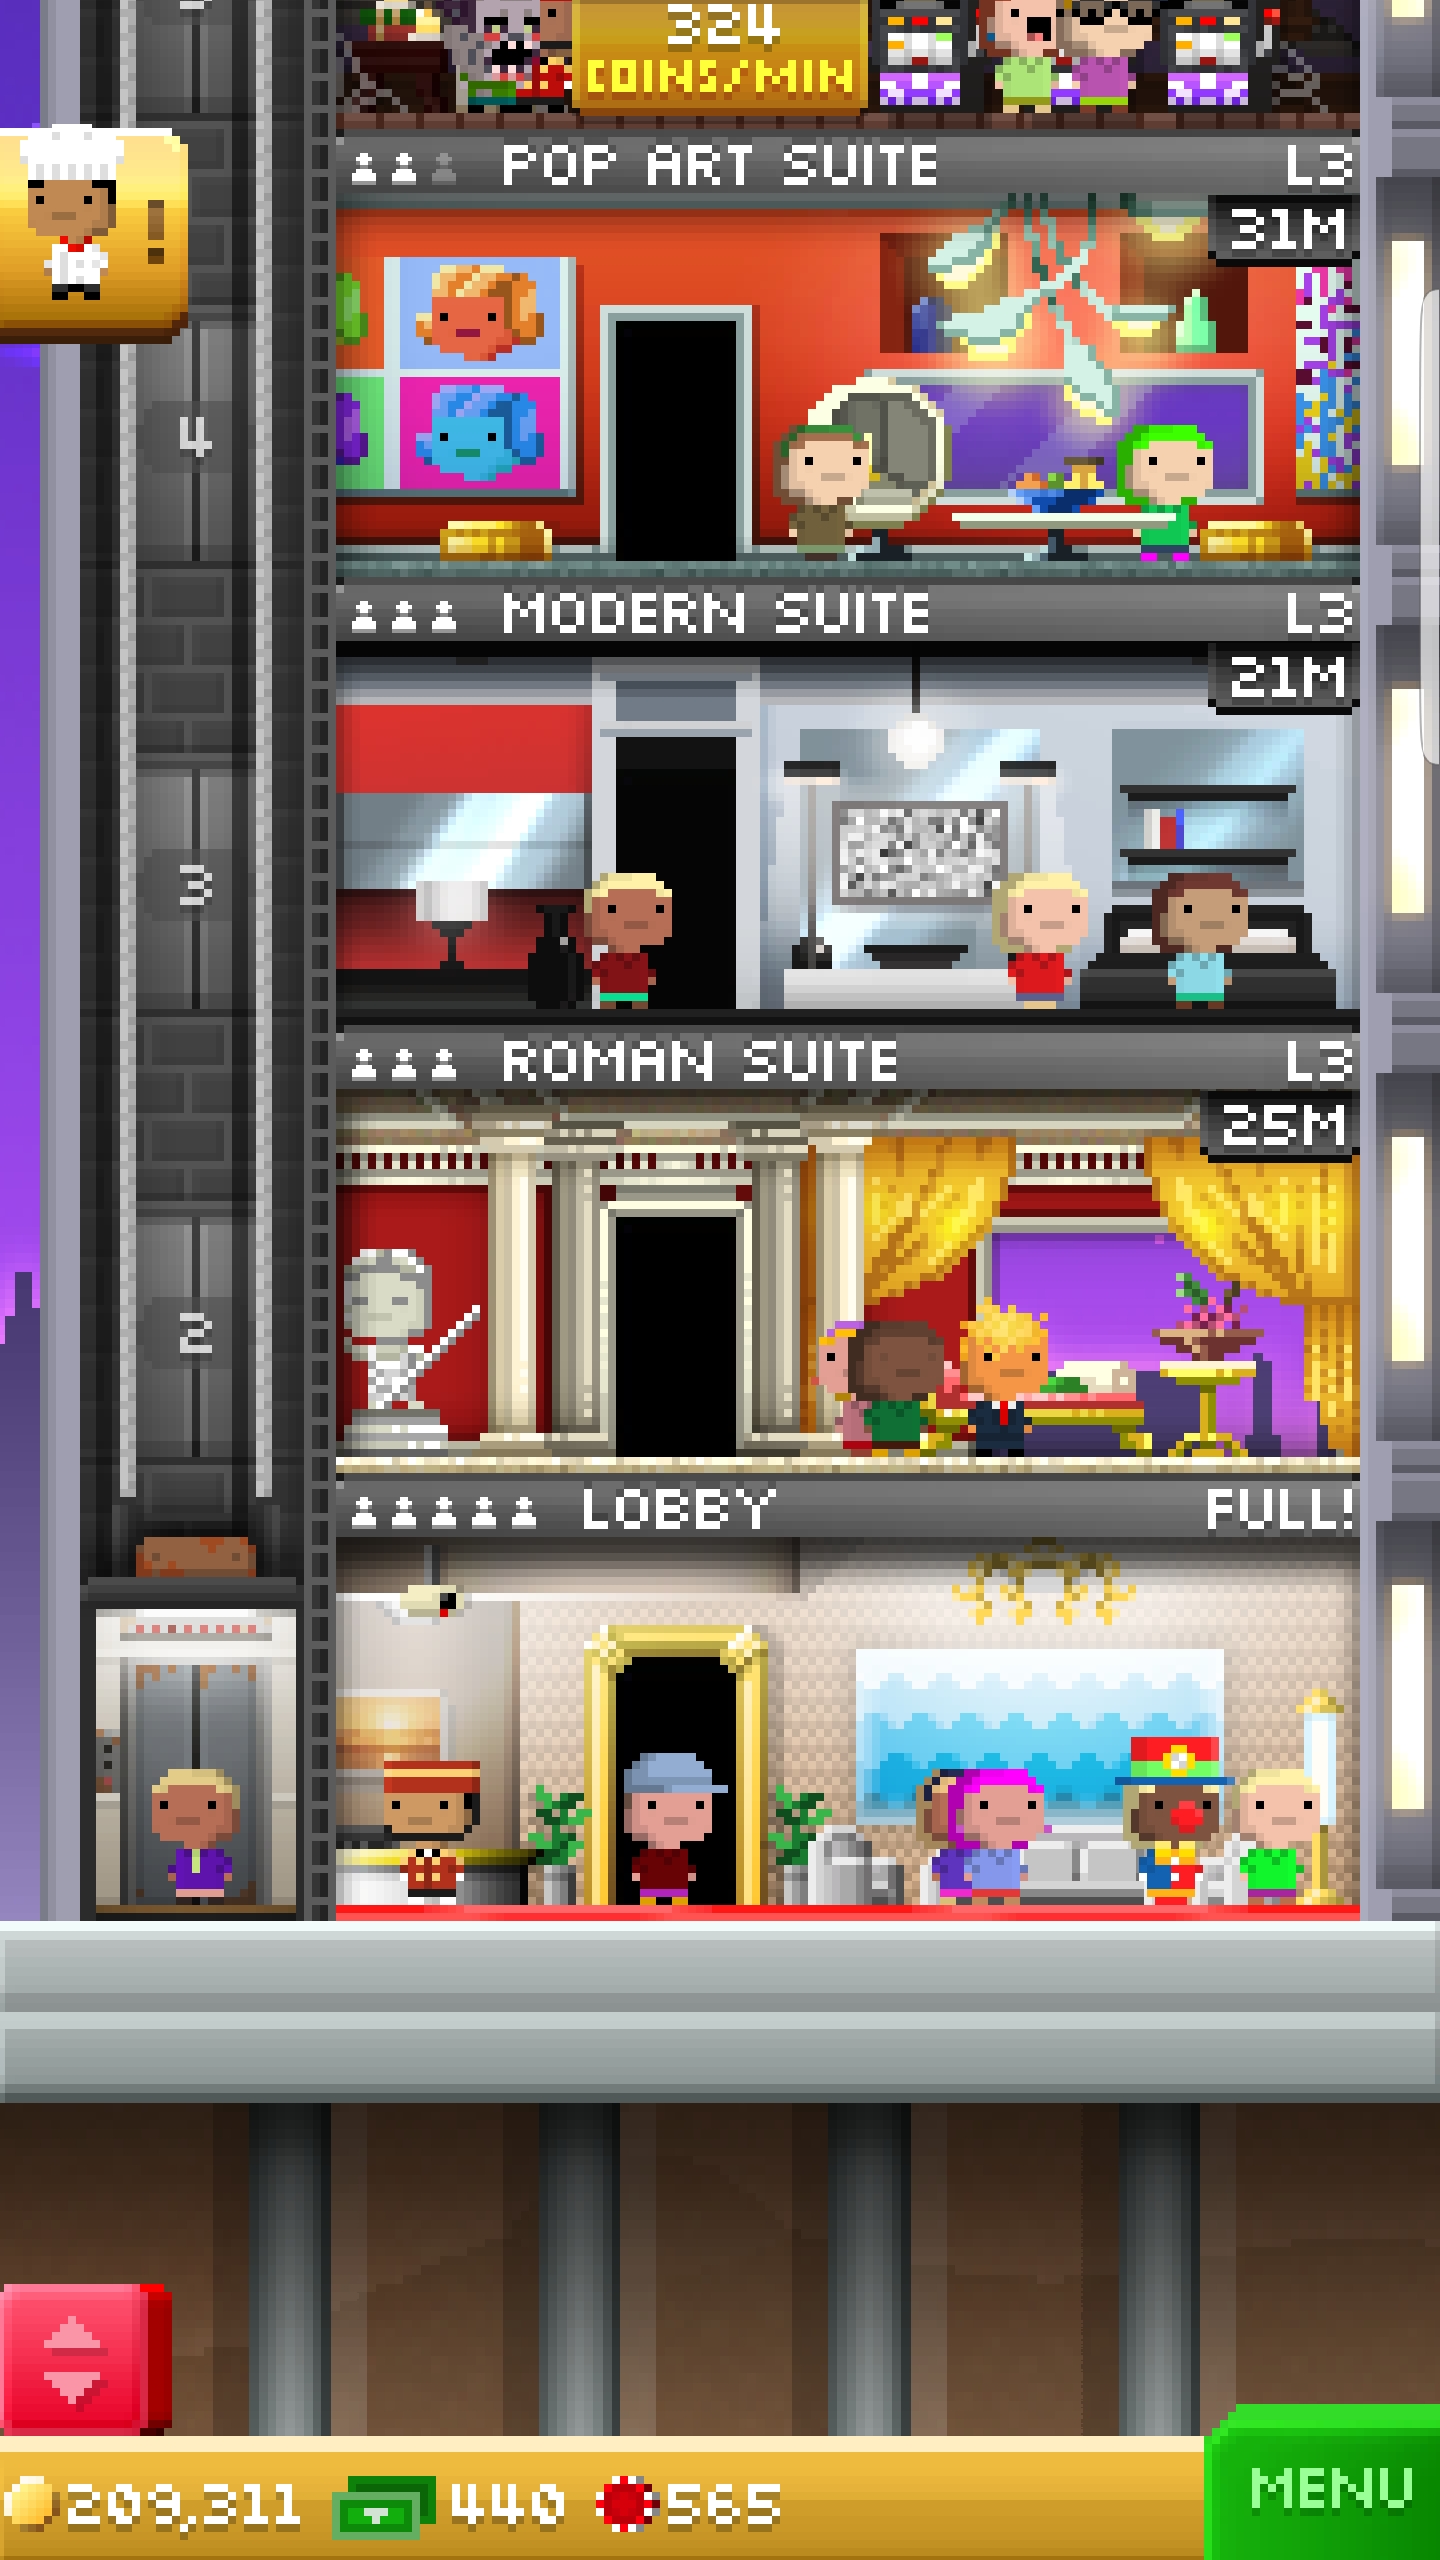 324
COINS/MIN
!
POP ART SUITE L3
31M
4
MODERN SUITE L3
21M
3
ROMAN SUITE L3
25M
2
LOBBY FULL!
209,311 440 565 MENU